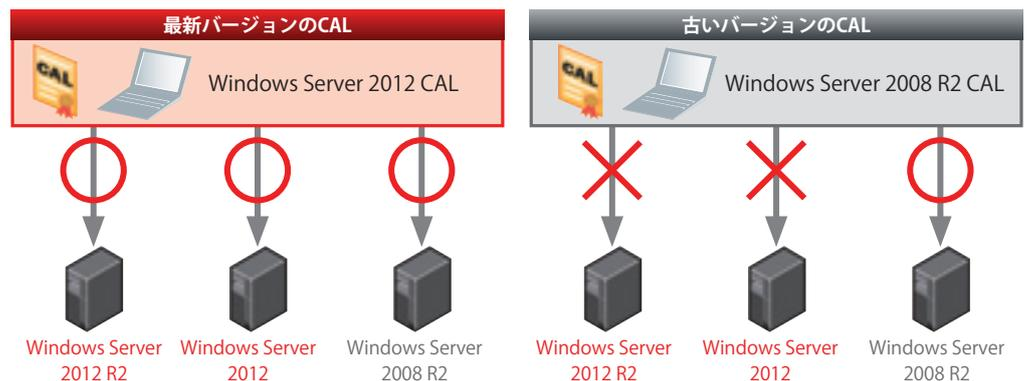 最新バージョンのCAL
CAL
Windows Server 2012 CAL
Windows Server
2012 R2
Windows Server
2012
Windows Server
2008 R2
古いバージョンのCAL
CAL
Windows Server 2008 R2 CAL
Windows Server
2012 R2
Windows Server
2012
Windows Server
2008 R2